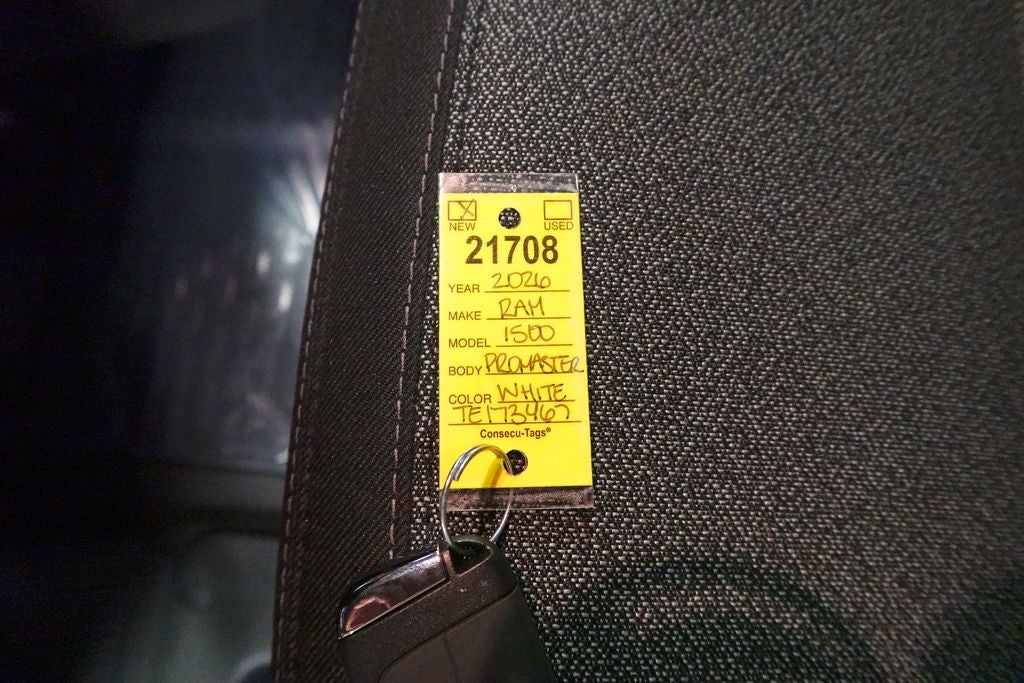 NEW USED
21708
YEAR 2026
MAKE RAM
MODEL 1500
BODY PROMASTER
COLOR WHITE
TE173467
Consecu-Tags®